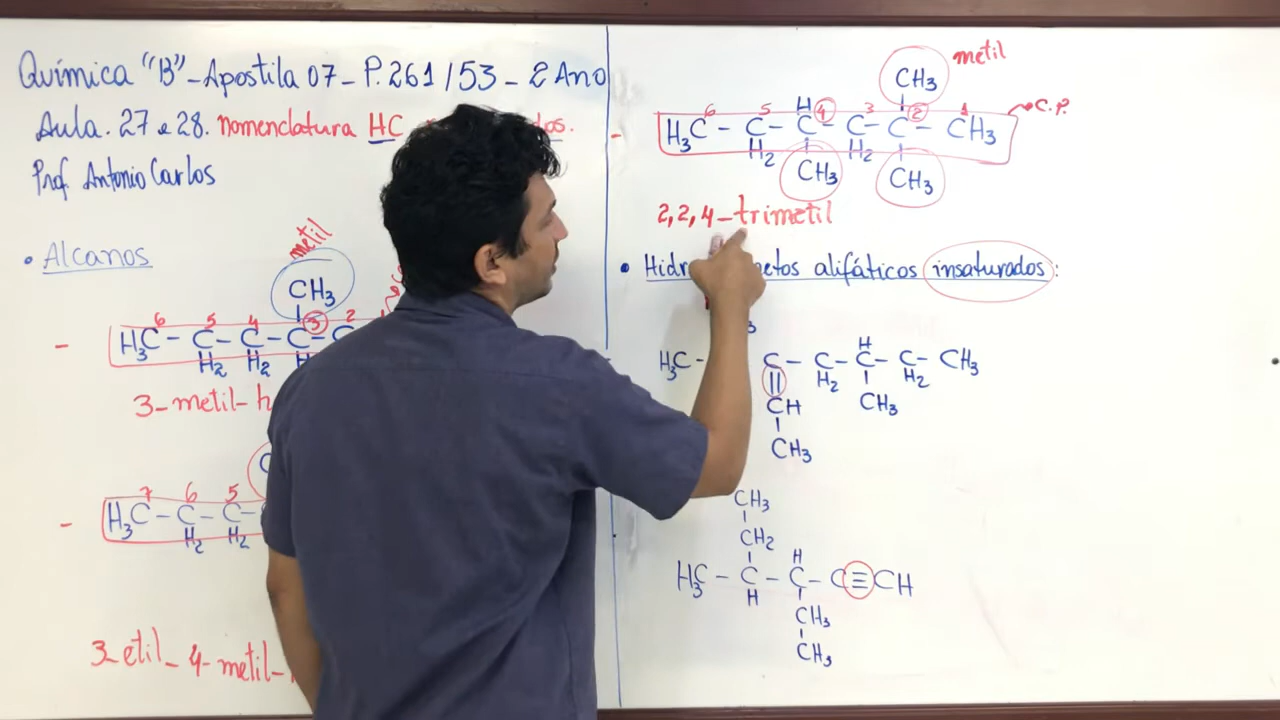 Química "B" - Apostila 07 - P. 261/53 - 2 Ano
Aula. 27 e 28. nomenclatura HC
Prof Antonio Carlos
• Alcanos
metil
CH3
6 5 4 3 2
- H3C - C - C - C - C
H2 H2 H
3-metil-h
7 6 5
- H3C - C - C -
H2 H2
3-etil-4-metil-
metil
CH3
6 5 H 4 3 2 1 C.P.
- H3C - C - C - C - C - CH3
H2 H2
CH3 CH3
2,2,4-trimetil
• Hidr etos alifáticos insaturados:
3
H
H3C - C - C - C - C - CH3
H2 H2
CH CH3
CH3
CH3
CH2
H
H3C - C - C - C≡CH
H
CH2
CH3